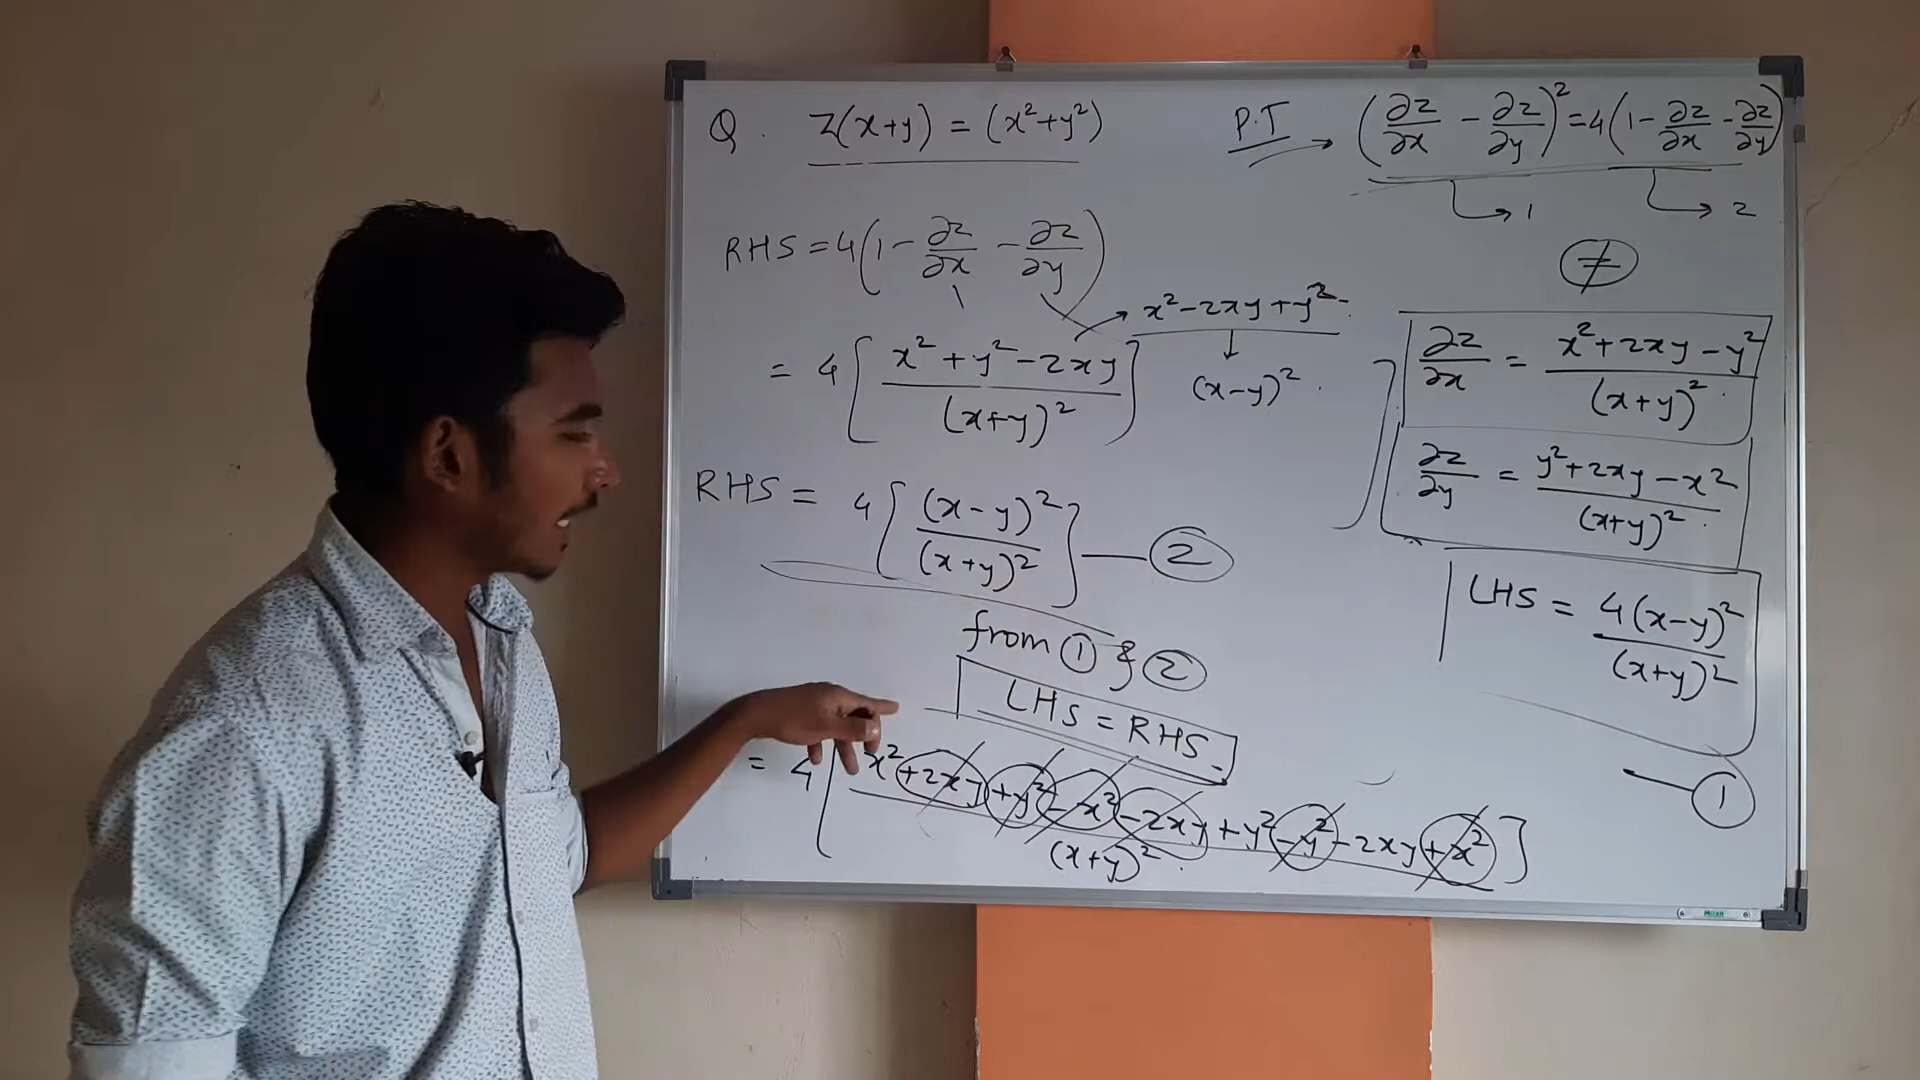 Q. Z(x+y) = (x²+y²)
P.T → (∂z/∂x - ∂z/∂y)² = 4(1 - ∂z/∂x - ∂z/∂y)
→ 1
→ 2
≠
RHS = 4(1 - ∂z/∂x - ∂z/∂y)
→ x² - 2xy + y²
= 4[x² + y² - 2xy / (x+y)²]
(x-y)².
RHS = 4[(x-y)² / (x+y)²] — 2
from 1 & 2
LHS = RHS.
= 4[x² + 2xy + y² - x² - 2xy + y² - y² - 2xy + x² / (x+y)²]
∂z/∂x = x² + 2xy - y² / (x+y)²
∂z/∂y = y² + 2xy - x² / (x+y)²
LHS = 4(x-y)² / (x+y)²
— 1